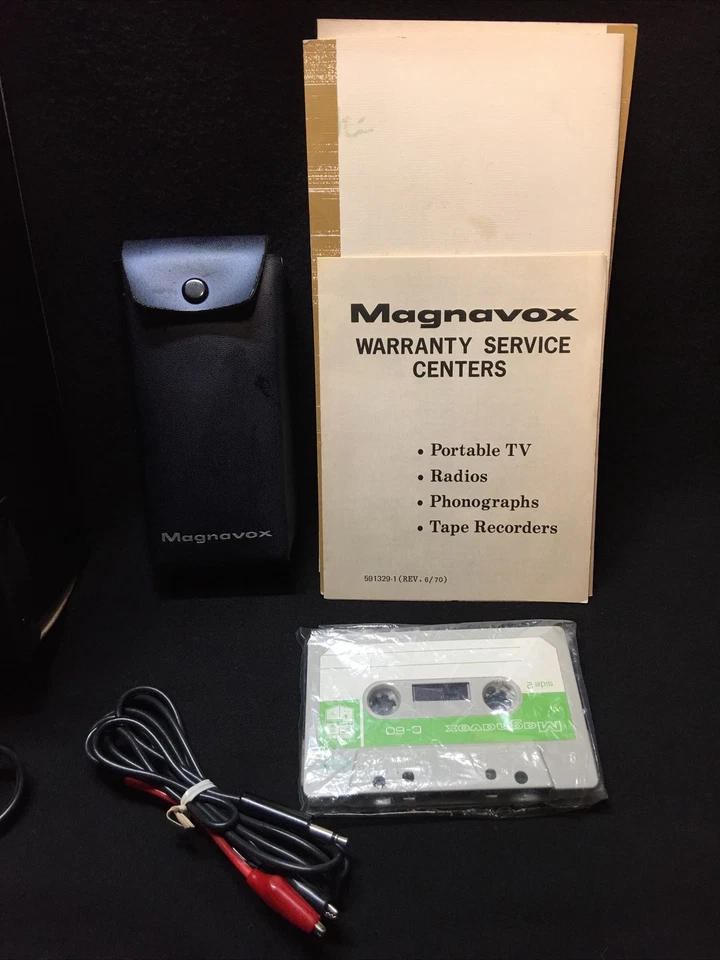 Magnavox
WARRANTY SERVICE
CENTERS
• Portable TV
• Radios
• Phonographs
• Tape Recorders
591329-1 (REV. 6/70)
Magnavox
side 2
Magnavox C-60